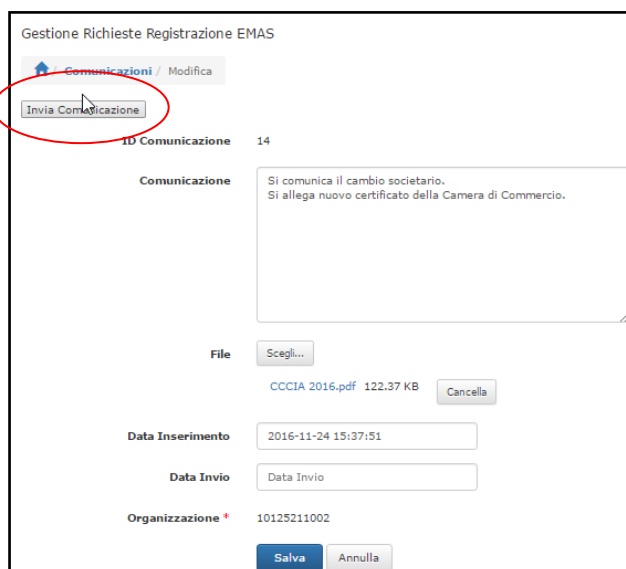 Gestione Richieste Registrazione EMAS
/ Comunicazioni / Modifica
Invia Comunicazione
ID Comunicazione 14
Comunicazione Si comunica il cambio societario.
Si allega nuovo certificato della Camera di Commercio.
File Scegli...
CCCIA 2016.pdf 122.37 KB Cancella
Data Inserimento 2016-11-24 15:37:51
Data Invio Data Invio
Organizzazione * 10125211002
Salva Annulla